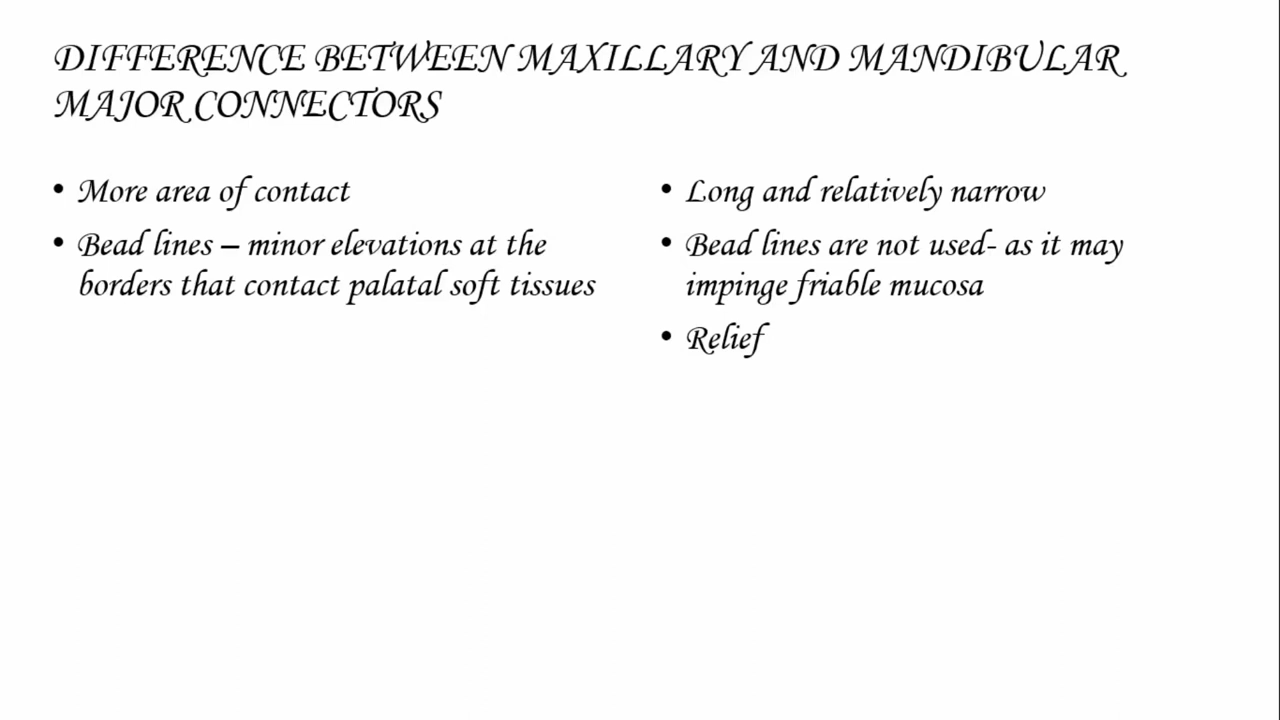 DIFFERENCE BETWEEN MAXILLARY AND MANDIBULAR
MAJOR CONNECTORS
• More area of contact
• Bead lines – minor elevations at the
borders that contact palatal soft tissues
• Long and relatively narrow
• Bead lines are not used- as it may
impinge friable mucosa
• Relief